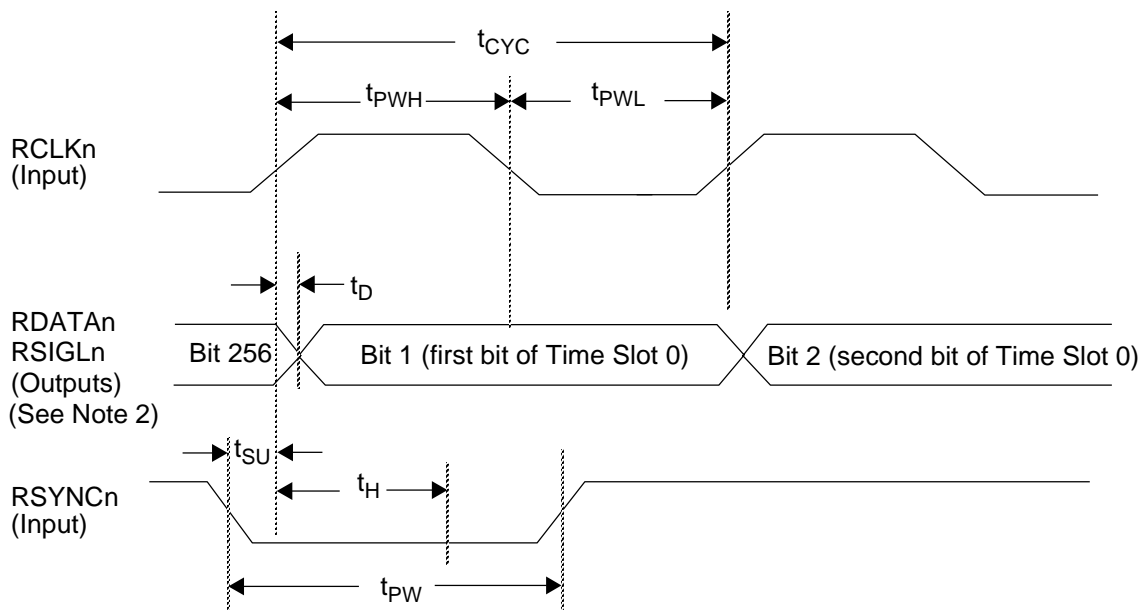 tCYC
tPWH
tPWL
RCLKn
(Input)
tD
RDATAn
RSIGLn
(Outputs)
(See Note 2)
Bit 256
Bit 1 (first bit of Time Slot 0)
Bit 2 (second bit of Time Slot 0)
tSU
tH
RSYNCn
(Input)
tPW